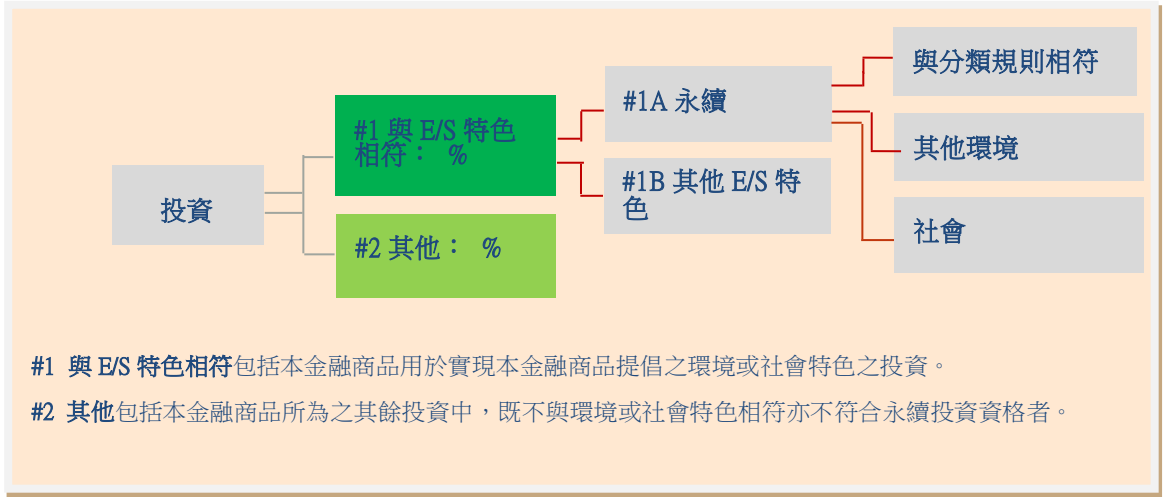 投資
#1 與 E/S 特色
相符： %
#2 其他： %
#1A 永續
#1B 其他 E/S 特
色
與分類規則相符
其他環境
社會
#1 與 E/S 特色相符包括本金融商品用於實現本金融商品提倡之環境或社會特色之投資。
#2 其他包括本金融商品所為之其餘投資中，既不與環境或社會特色相符亦不符合永續投資資格者。